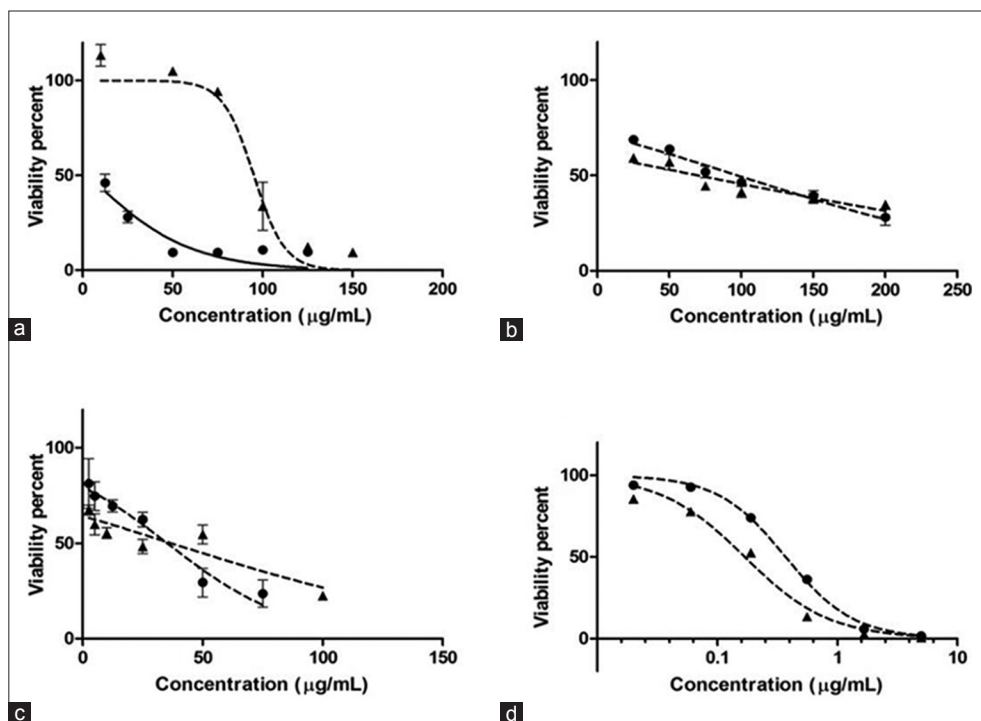 100
50
0
Viability percent
0 50 100 150 200
Concentration (μg/mL)
a
100
50
0
Viability percent
0 50 100 150 200 250
Concentration (μg/mL)
b
100
50
0
Viability percent
0 50 100 150
Concentration (μg/mL)
c
100
50
0
Viability percent
0.1 1 10
Concentration (μg/mL)
d